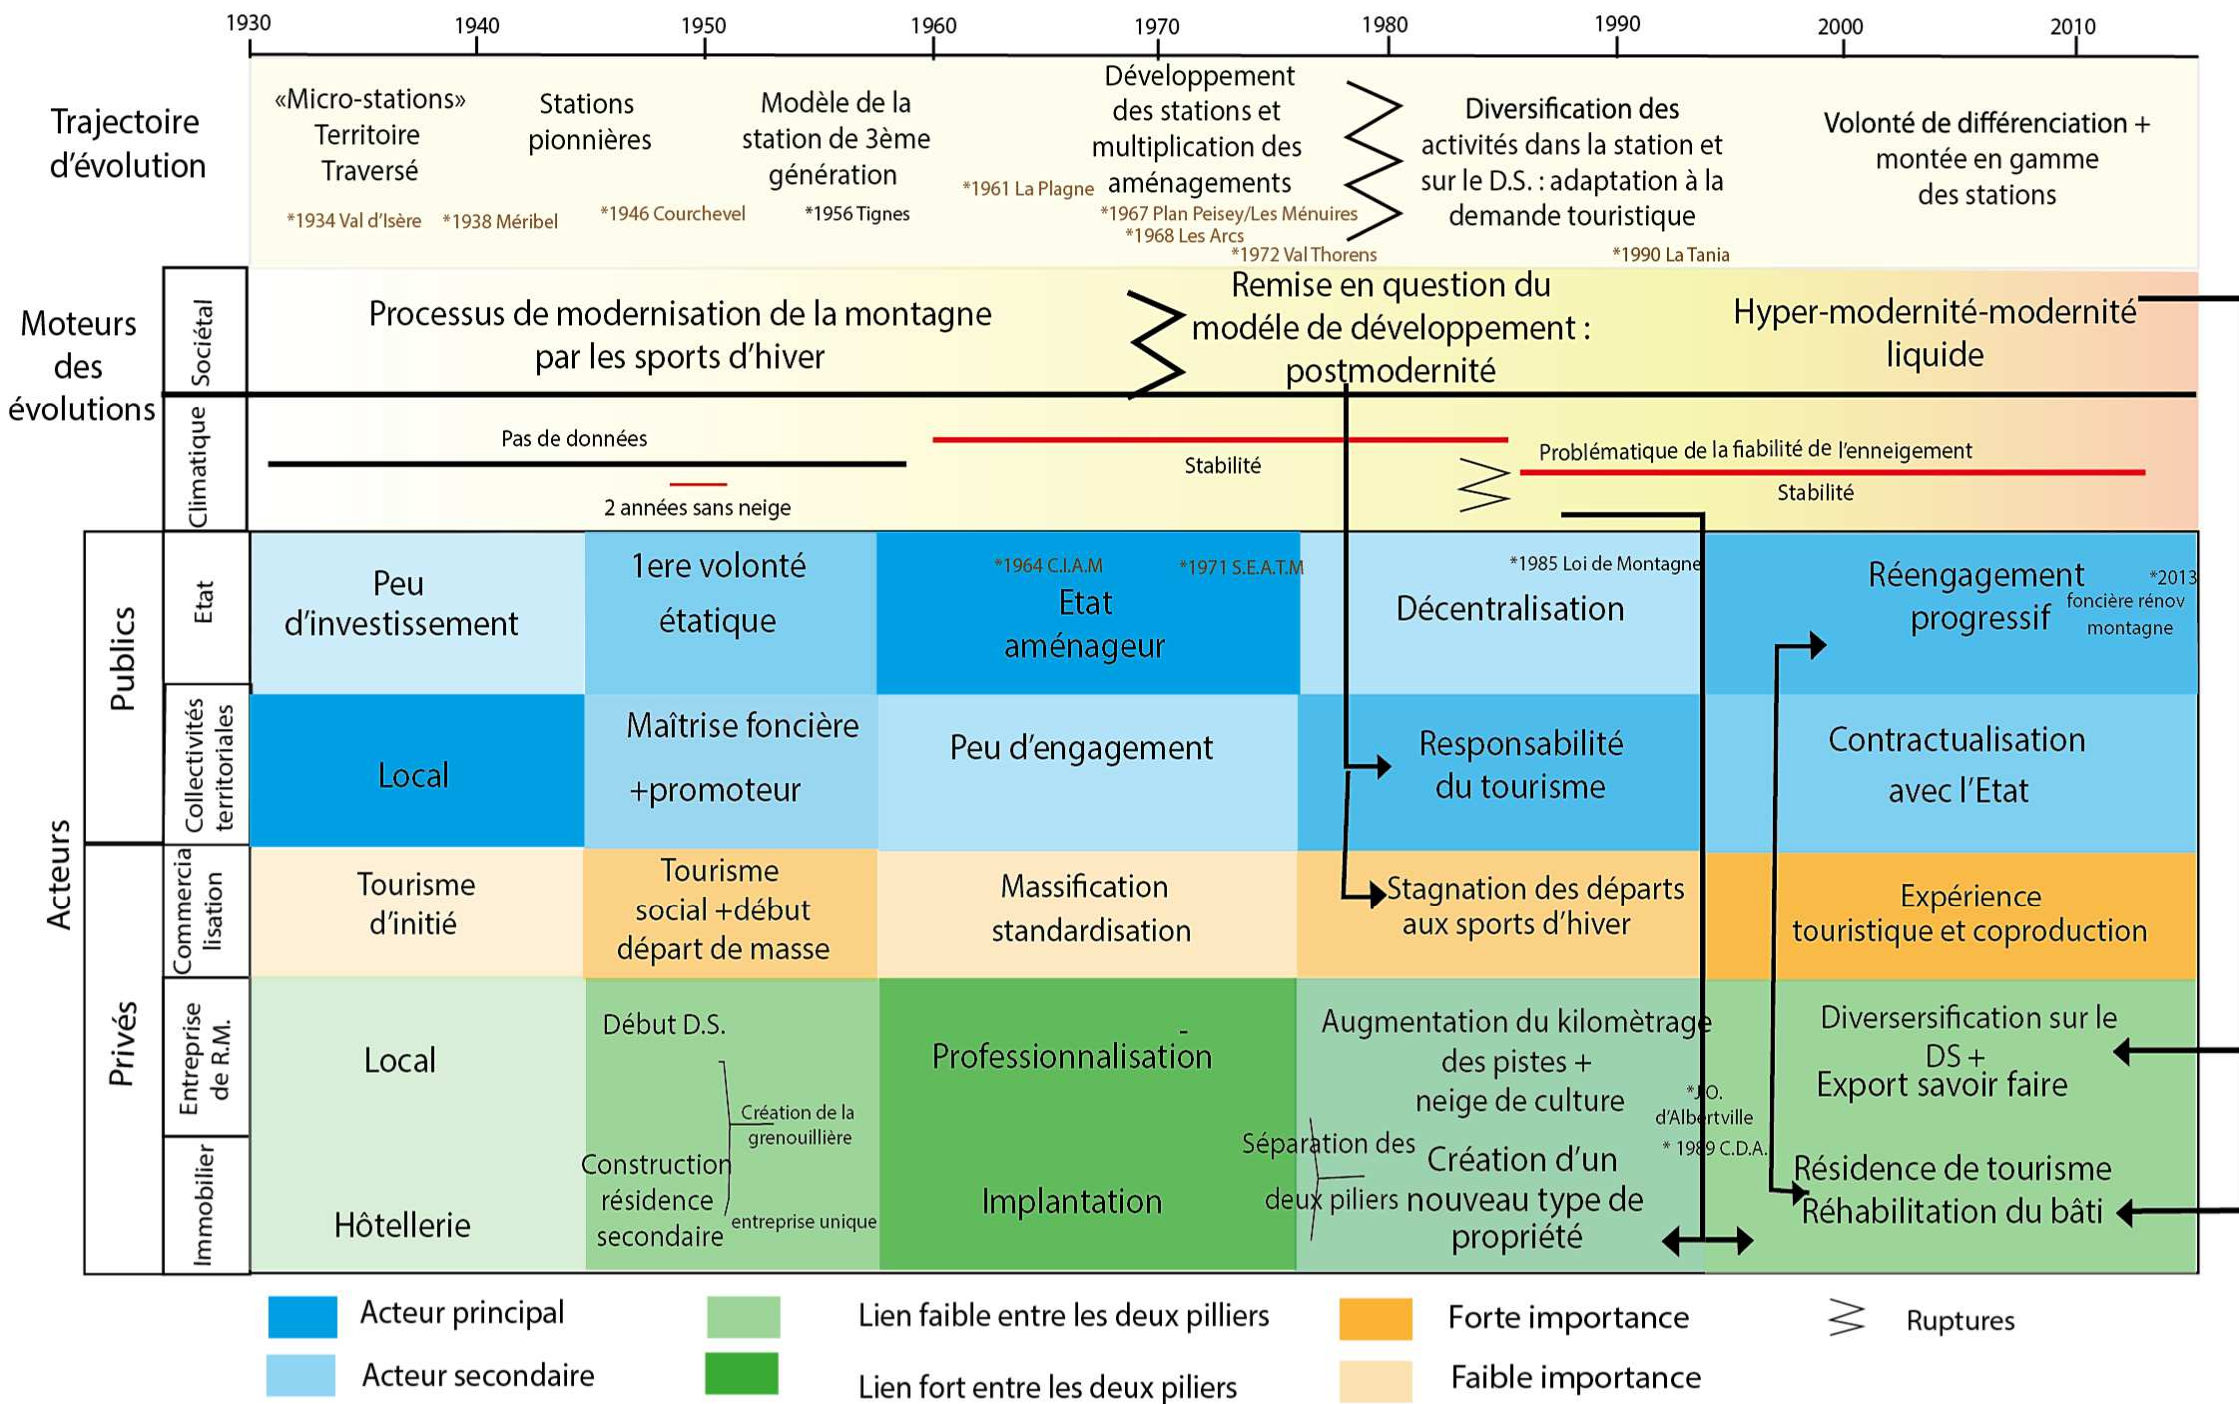 1930
1940
1950
1960
1970
1980
1990
2000
2010
Trajectoire
d’évolution
«Micro-stations»
Territoire
Traversé
Stations
pionnières
Modèle de la
station de 3ème
génération
Développement
des stations et
multiplication des
aménagements
Diversification des
activités dans la station et
sur le D.S. : adaptation à la
demande touristique
Volonté de différenciation +
montée en gamme
des stations
*1934 Val d’Isère
*1938 Méribel
*1946 Courchevel
*1956 Tignes
*1961 La Plagne
*1967 Plan Peisey/Les Ménuires
*1968 Les Arcs
*1972 Val Thorens
*1990 La Tania
Moteurs
des
évolutions
Sociétal
Processus de modernisation de la montagne
par les sports d’hiver
Remise en question du
modéle de développement :
postmodernité
Hyper-modernité-modernité
liquide
Climatique
Pas de données
2 années sans neige
Stabilité
Problématique de la fiabilité de l’enneigement
Stabilité
Acteurs
Publics
Etat
Peu
d’investissement
1ere volonté
étatique
*1964 C.I.A.M
*1971 S.E.A.T.M
Etat
aménageur
*1985 Loi de Montagne
Décentralisation
Réengagement
progressif
*2013
foncière rénov
montagne
Collectivités
territoriales
Local
Maîtrise foncière
+promoteur
Peu d’engagement
Responsabilité
du tourisme
Contractualisation
avec l’Etat
Privés
Commercia
lisation
Tourisme
d’initié
Tourisme
social +début
départ de masse
Massification
standardisation
Stagnation des départs
aux sports d’hiver
Expérience
touristique et coproduction
Entreprise
de R.M.
Local
Début D.S.
Création de la
grenouillière
Professionnalisation
Augmentation du kilomètrage
des pistes +
neige de culture
*J.O.
d’Albertville
* 1989 C.D.A.
Diversersification sur le
DS +
Export savoir faire
Immobilier
Hôtellerie
Construction
résidence
secondaire
entreprise unique
Implantation
Séparation des
deux piliers
Création d’un
nouveau type de
propriété
Résidence de tourisme
Réhabilitation du bâti
Acteur principal
Acteur secondaire
Lien faible entre les deux pilliers
Lien fort entre les deux piliers
Forte importance
Faible importance
Ruptures